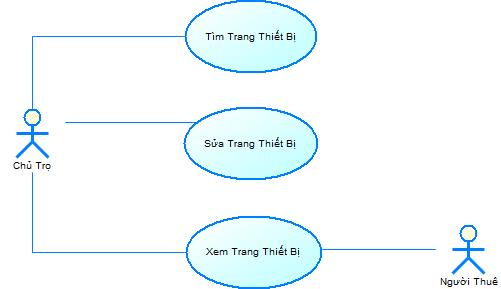 Tìm Trang Thiết Bị
Sửa Trang Thiết Bị
Chủ Trọ
Xem Trang Thiết Bị
Người Thuê